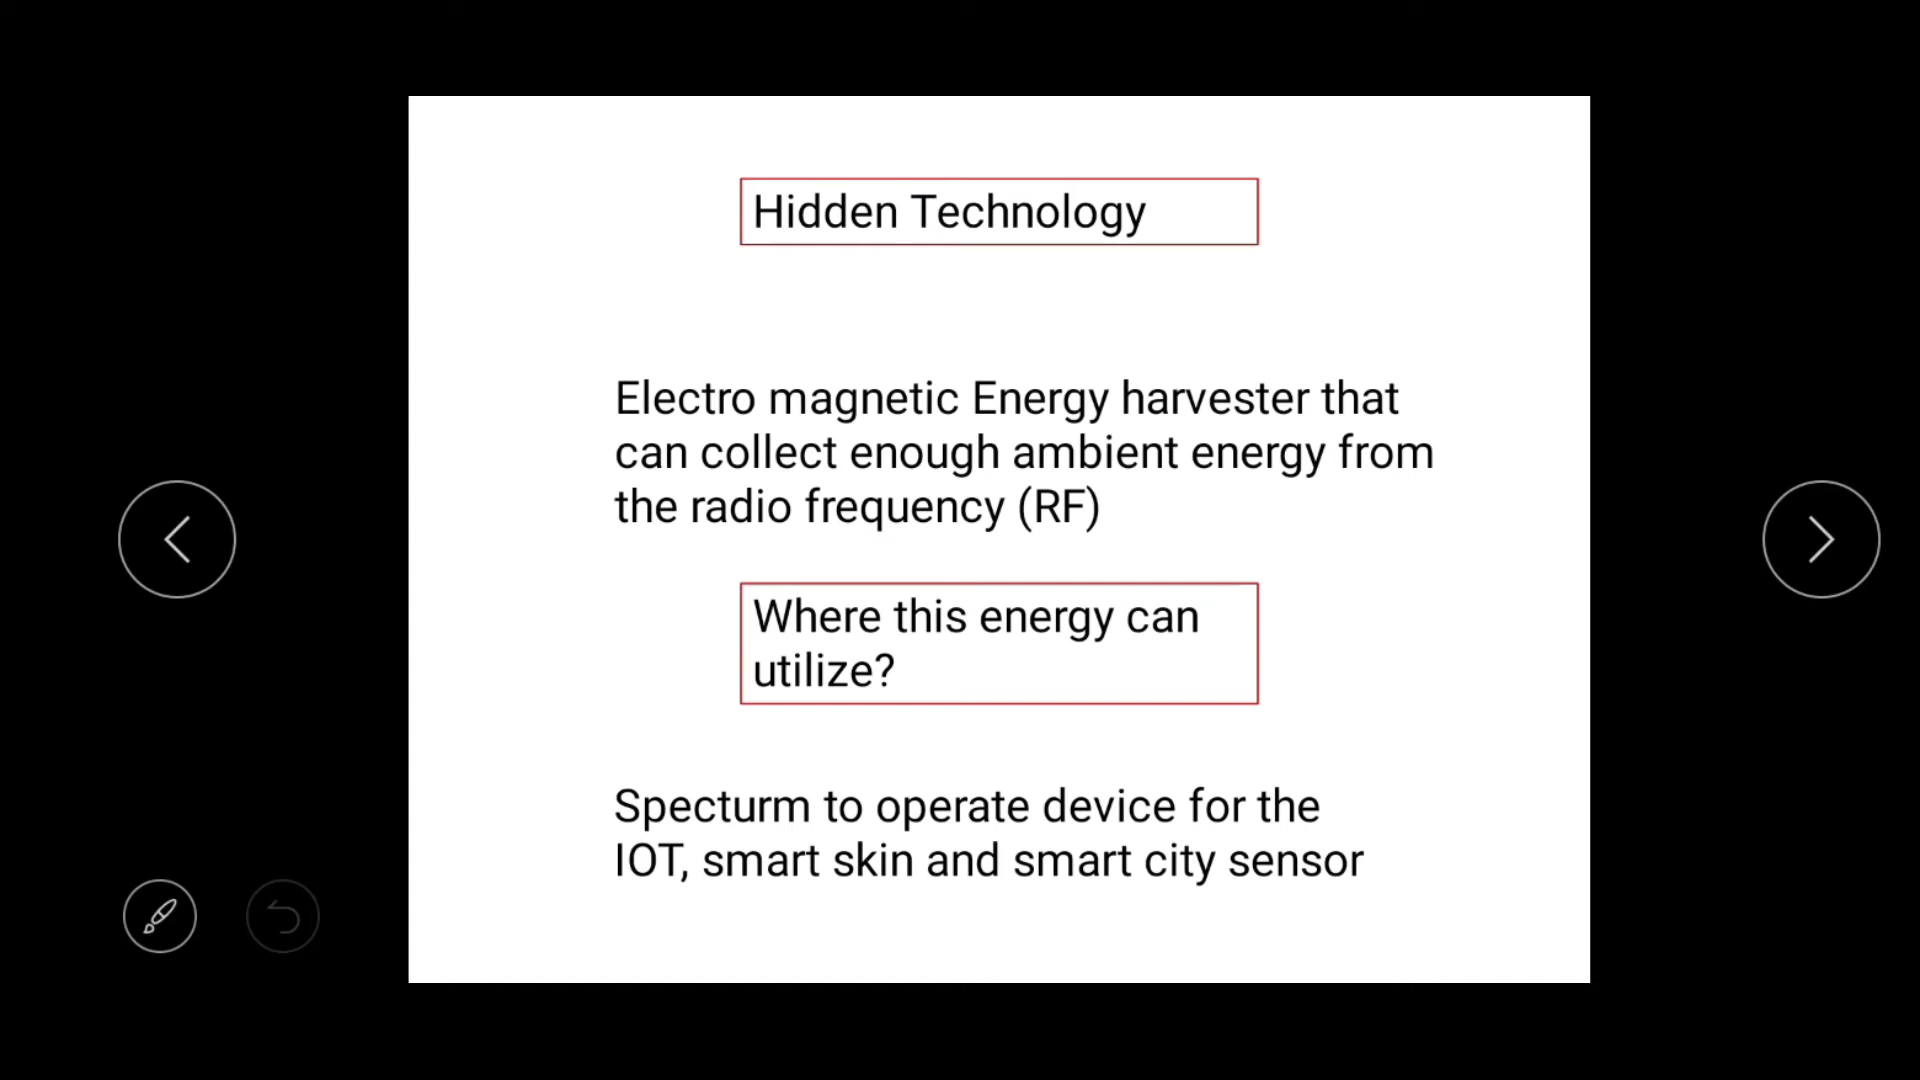 Hidden Technology
Electro magnetic Energy harvester that
can collect enough ambient energy from
the radio frequency (RF)
Where this energy can
utilize?
Specturm to operate device for the
IOT, smart skin and smart city sensor